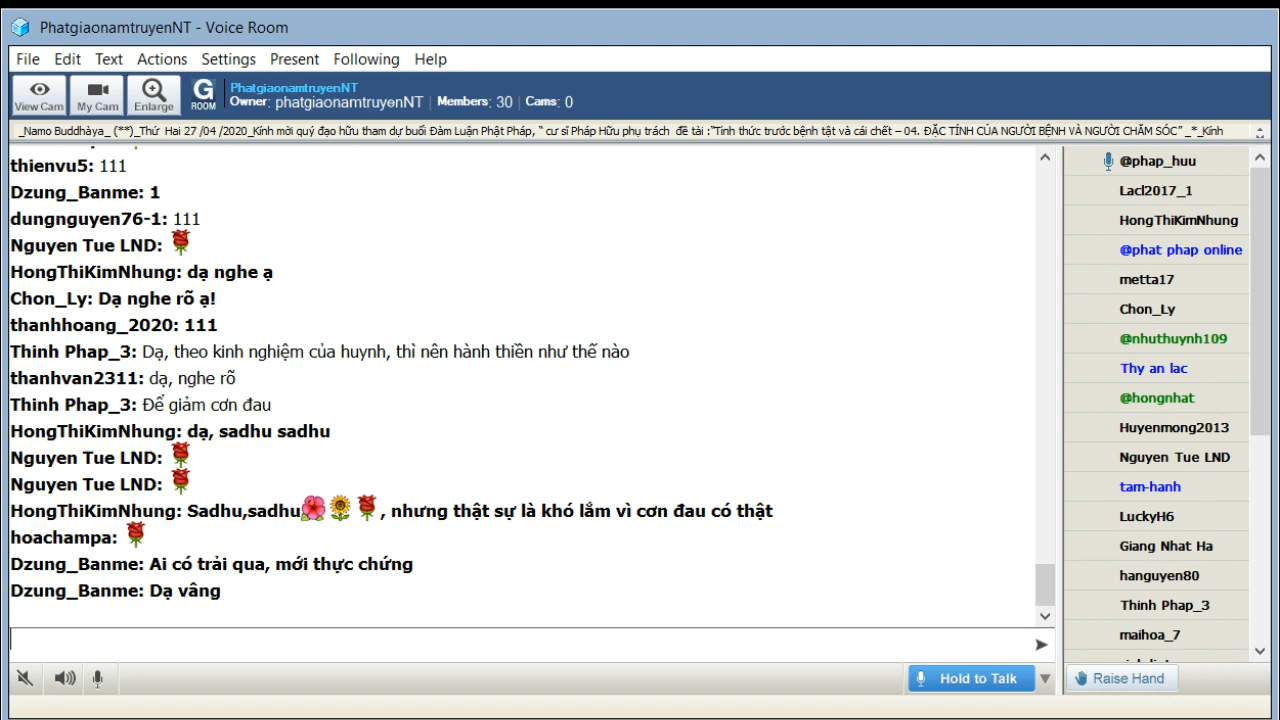 PhatgiaonamtruyenNT - Voice Room
File Edit Text Actions Settings Present Following Help
View Cam My Cam Enlarge G ROOM
PhatgiaonamtruyenNT
Owner: phatgiaonamtruyenNT | Members: 30 | Cams: 0
_Namo Buddhàya_ (**)_Thứ Hai 27 /04 /2020_Kính mời quý đạo hữu tham dự buổi Đàm Luận Phật Pháp, “ cư sĩ Pháp Hữu phụ trách đề tài :“Tỉnh thức trước bệnh tật và cái chết – 04. ĐẶC TÍNH CỦA NGƯỜI BỆNH VÀ NGƯỜI CHĂM SÓC” _*_Kính
thienvu5: 111
Dzung_Banme: 1
dungnguyen76-1: 111
Nguyen Tue LND:
HongThiKimNhung: dạ nghe ạ
Chon_Ly: Dạ nghe rõ ạ!
thanhhoang_2020: 111
Thinh Phap_3: Dạ, theo kinh nghiệm của huynh, thì nên hành thiền như thế nào
thanhvan2311: dạ, nghe rõ
Thinh Phap_3: Để giảm cơn đau
HongThiKimNhung: dạ, sadhu sadhu
Nguyen Tue LND:
Nguyen Tue LND:
HongThiKimNhung: Sadhu,sadhu , nhưng thật sự là khó lắm vì cơn đau có thật
hoachampa:
Dzung_Banme: Ai có trải qua, mới thực chứng
Dzung_Banme: Dạ vâng
@phap_huu
Lacl2017_1
HongThiKimNhung
@phat phap online
metta17
Chon_Ly
@nhuthuynh109
Thy an lac
@hongnhat
Huyenmong2013
Nguyen Tue LND
tam-hanh
LuckyH6
Giang Nhat Ha
hanguyen80
Thinh Phap_3
maihoa_7
Hold to Talk
Raise Hand